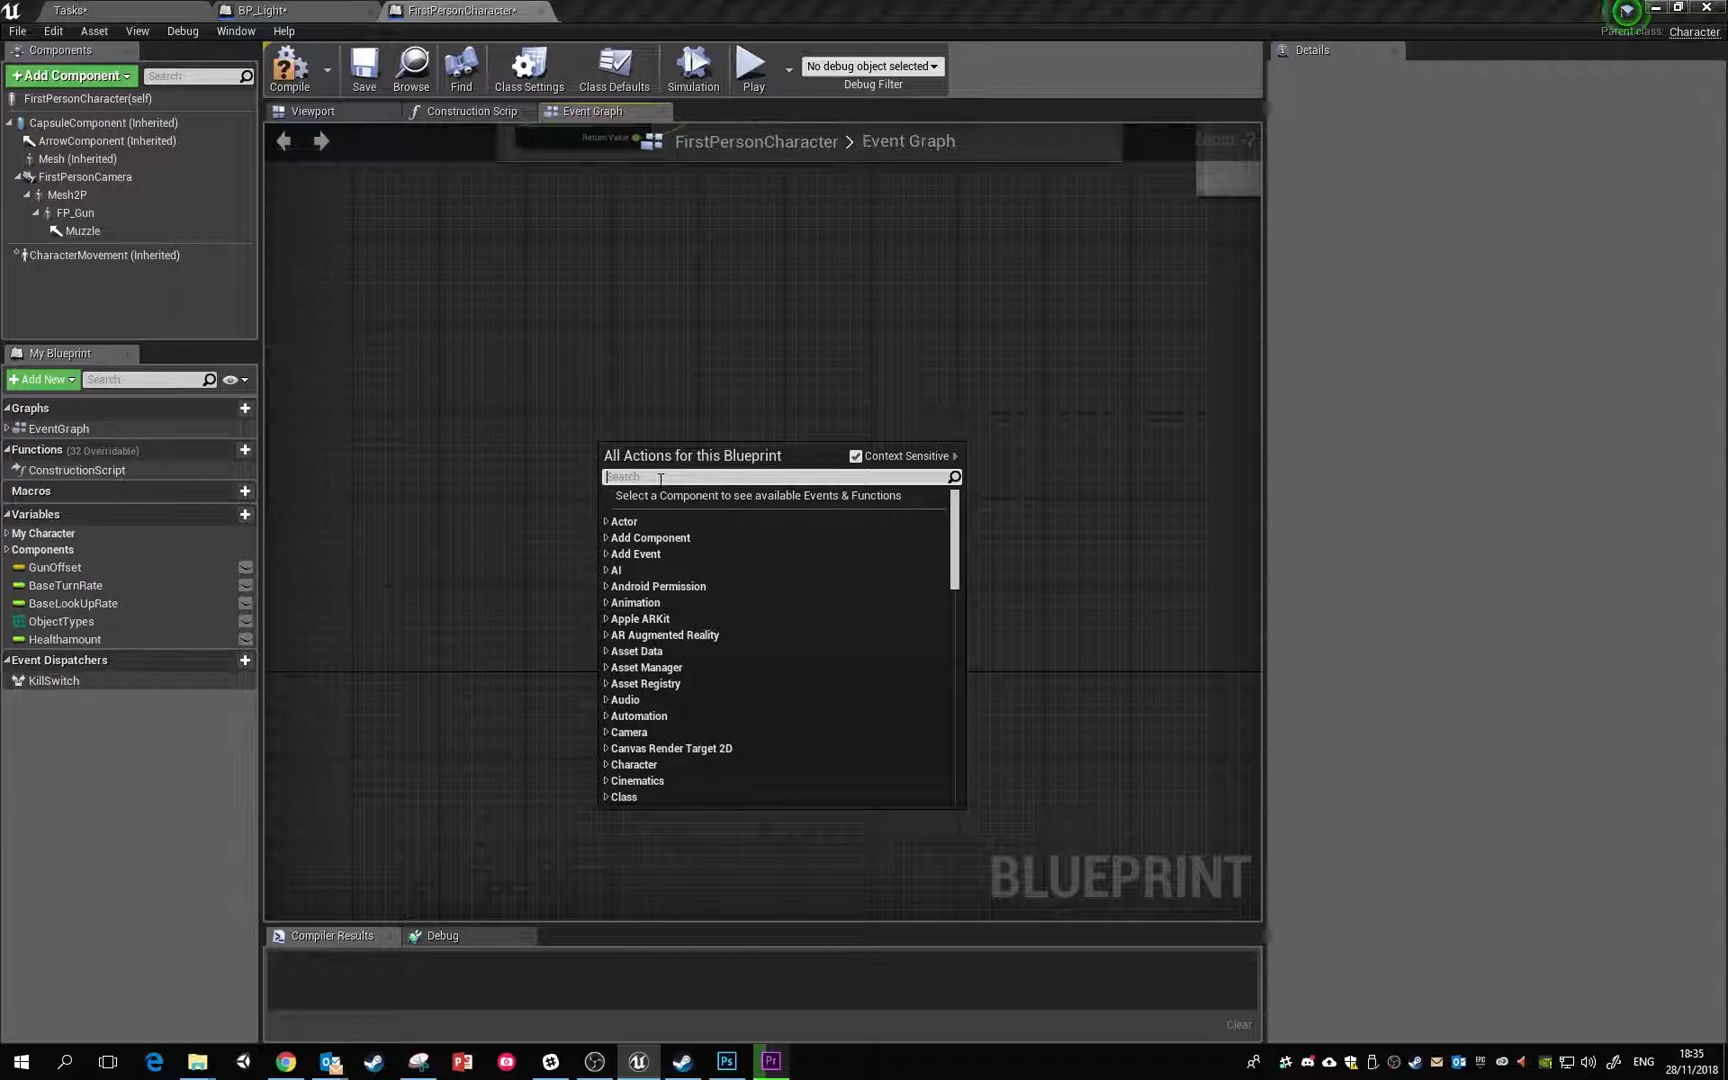 Tasks*
BP_Light*
FirstPersonCharacter*
File Edit Asset View Debug Window Help
Parent class: Character
Components
+Add Component
Search
FirstPersonCharacter(self)
CapsuleComponent (Inherited)
ArrowComponent (Inherited)
Mesh (Inherited)
FirstPersonCamera
Mesh2P
FP_Gun
Muzzle
CharacterMovement (Inherited)
My Blueprint
+Add New
Search
Graphs
EventGraph
Functions (32 Overridable)
ConstructionScript
Macros
Variables
My Character
Components
GunOffset
BaseTurnRate
BaseLookUpRate
ObjectTypes
Healthamount
Event Dispatchers
KillSwitch
Compile
Save
Browse
Find
Class Settings
Class Defaults
Simulation
Play
No debug object selected
Debug Filter
Viewport
Construction Scrip
Event Graph
Return Value
FirstPersonCharacter > Event Graph
All Actions for this Blueprint
Context Sensitive
Search
Select a Component to see available Events & Functions
Actor
Add Component
Add Event
AI
Android Permission
Animation
Apple ARKit
AR Augmented Reality
Asset Data
Asset Manager
Asset Registry
Audio
Automation
Camera
Canvas Render Target 2D
Character
Cinematics
Class
BLUEPRINT
Compiler Results
Debug
Clear
Details
ENG
18:35
28/11/2018